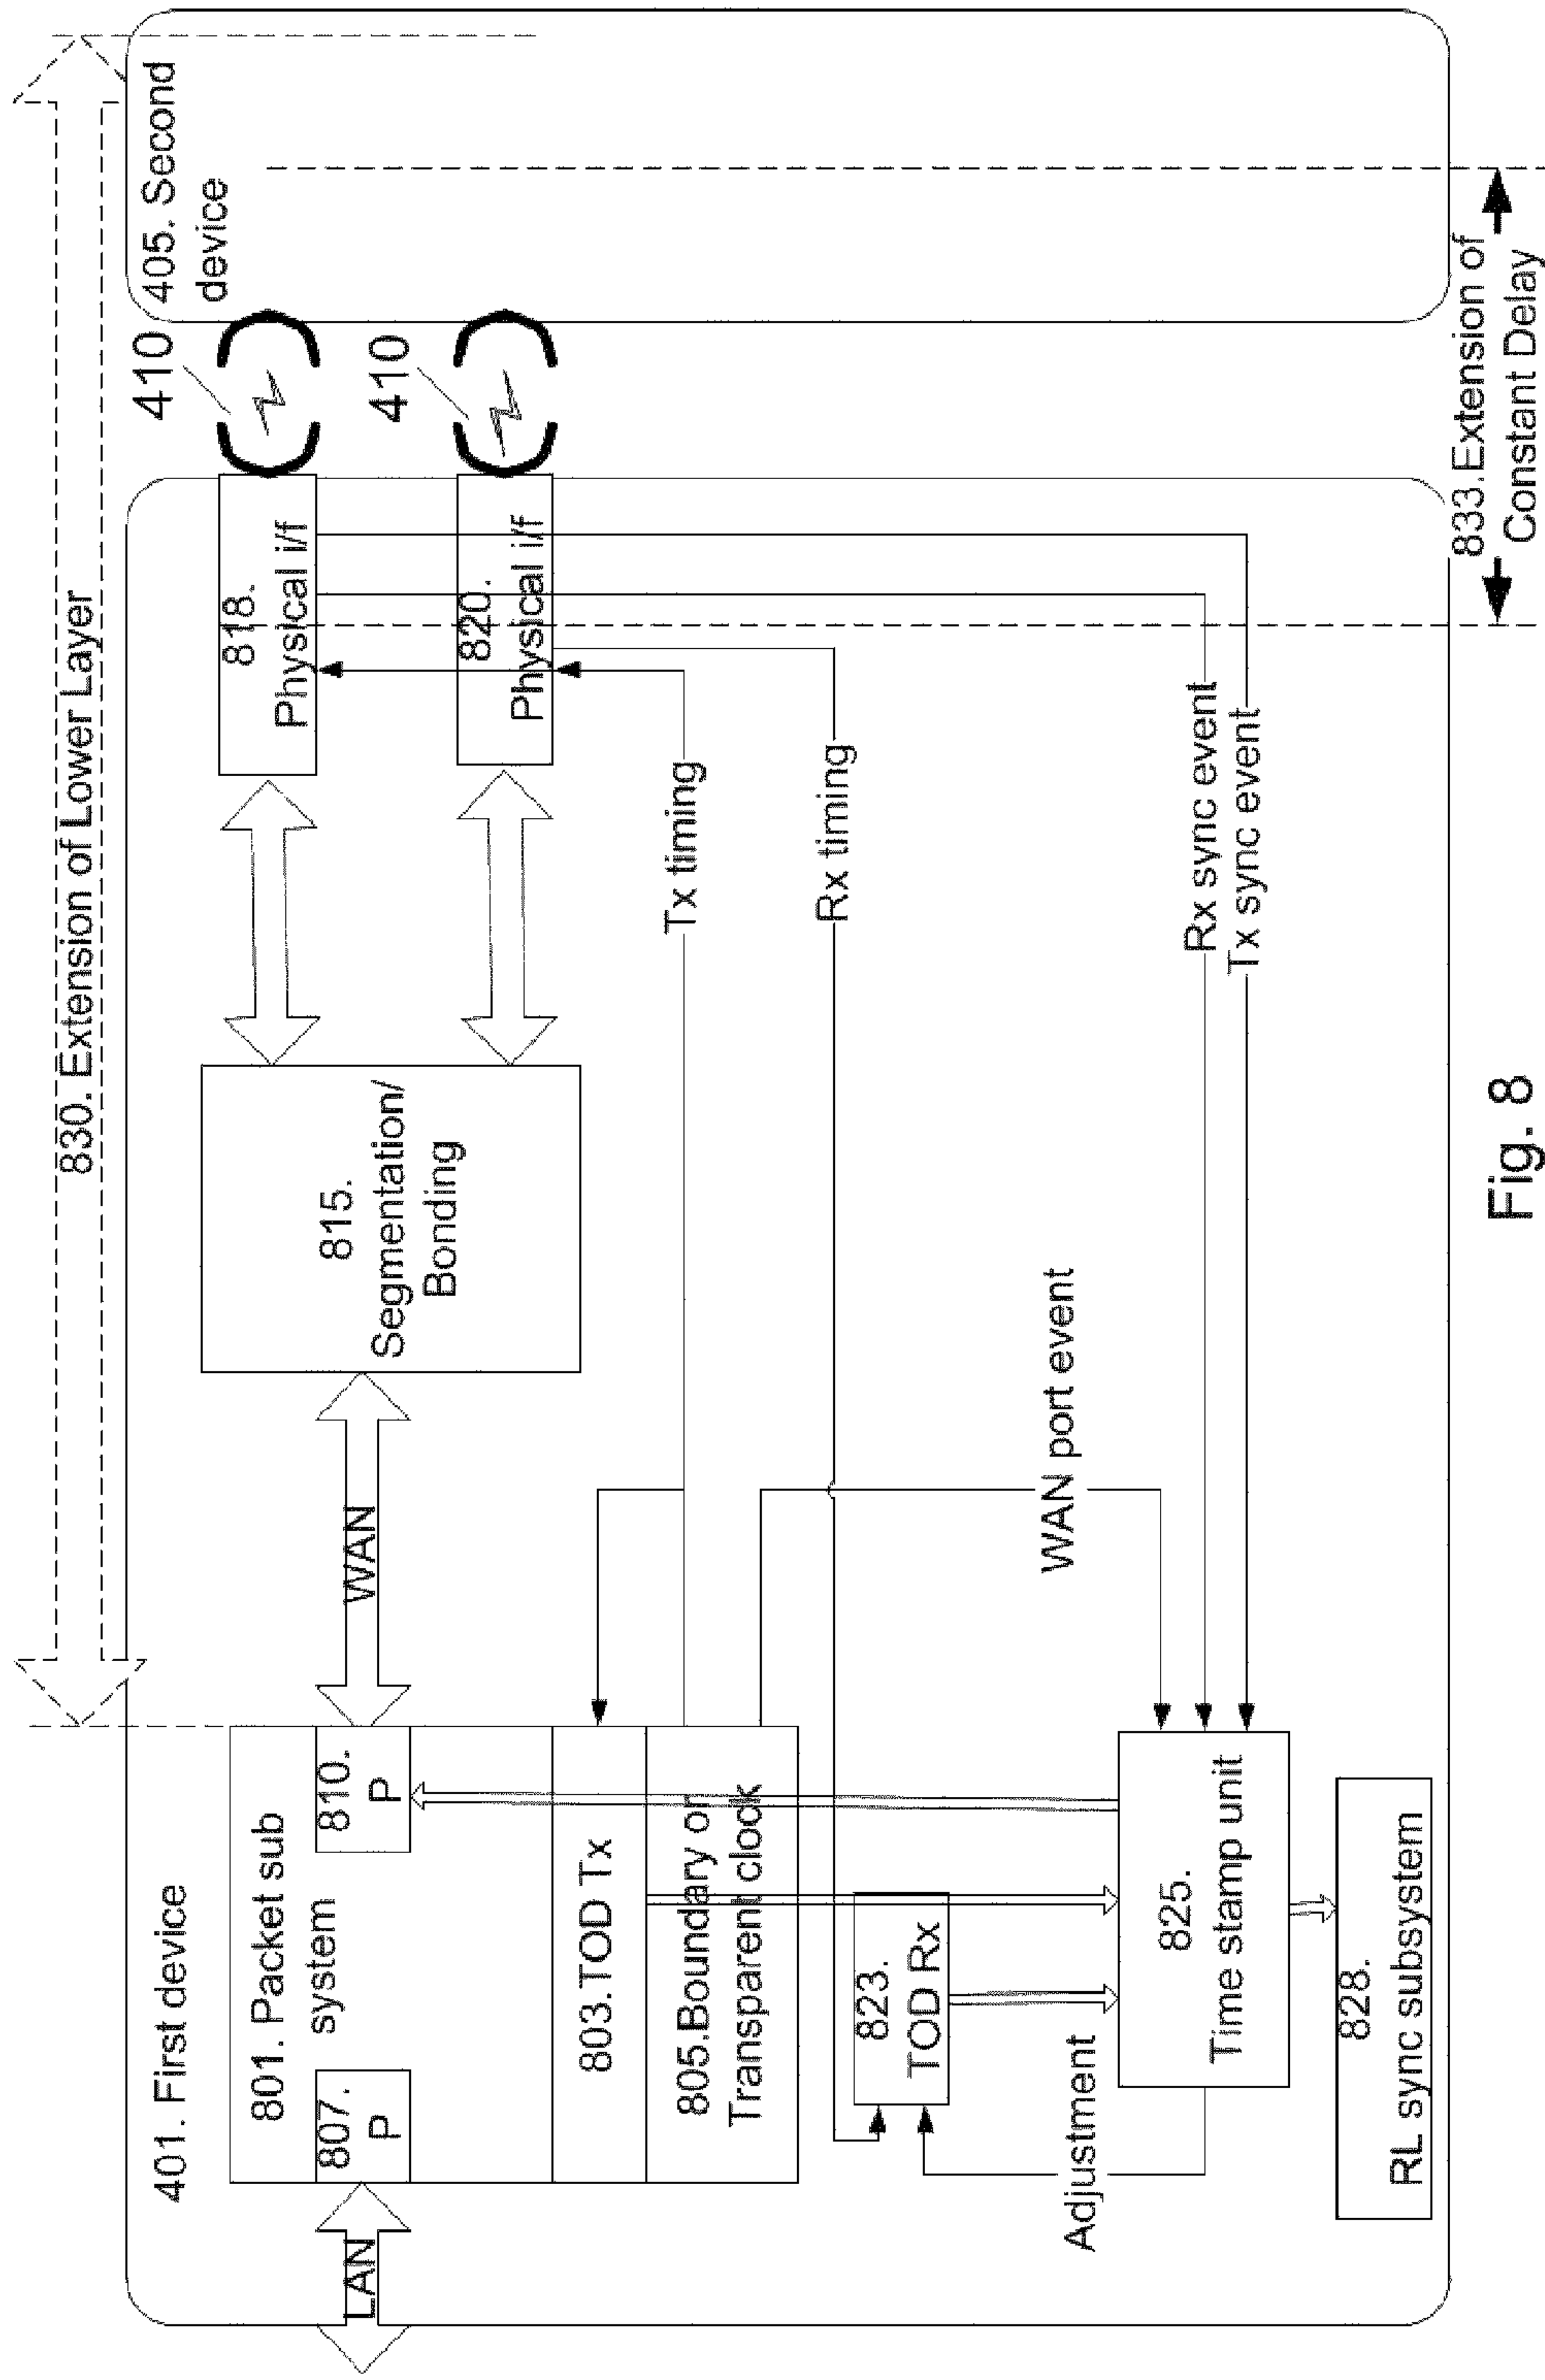 830. Extension of Lower Layer
401. First device
405. Second
device
410
410
801. Packet sub
system
807.
P
810.
P
LAN
WAN
803.TOD Tx
805.Boundary or
Transparent clock
815.
Segmentation/
Bonding
818.
Physical i/f
820.
Physical i/f
Tx timing
Rx timing
823.
TOD Rx
WAN port event
Adjustment
825.
Time stamp unit
Rx sync event
Tx sync event
828.
RL sync subsystem
833.Extension of
Constant Delay
Fig. 8